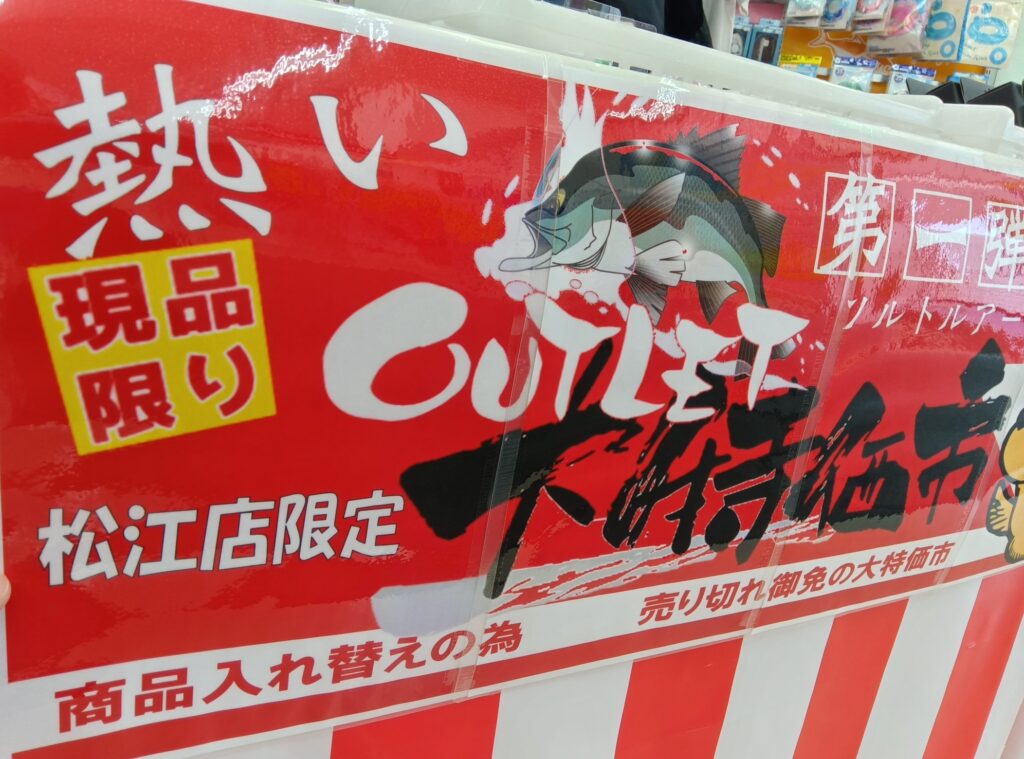 熱い
現品
限り
OUTLET
第一弾
ソルトルアー
大特価市
松江店限定
商品入れ替えの為
売り切れ御免の大特価市